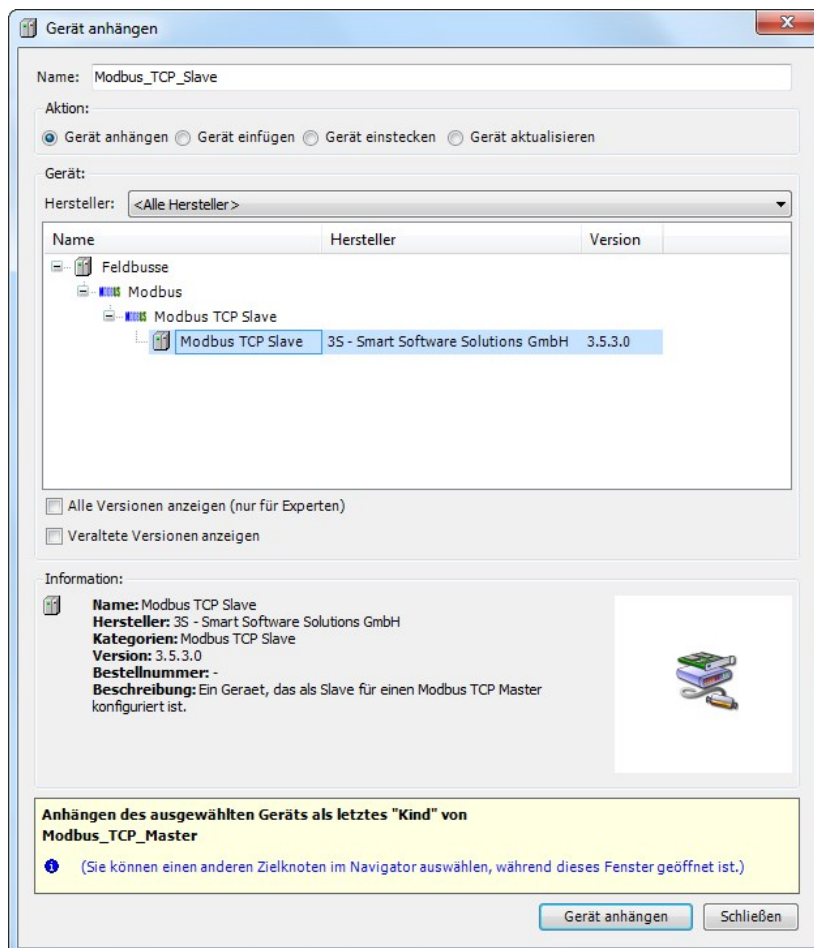 Gerät anhängen
Name: Modbus_TCP_Slave
Aktion:
Gerät anhängen Gerät einfügen Gerät einstecken Gerät aktualisieren
Gerät:
Hersteller: <Alle Hersteller>
Name Hersteller Version
Feldbusse
MODBUS Modbus
MODBUS Modbus TCP Slave
Modbus TCP Slave 3S - Smart Software Solutions GmbH 3.5.3.0
Alle Versionen anzeigen (nur für Experten)
Veraltete Versionen anzeigen
Information:
Name: Modbus TCP Slave
Hersteller: 3S - Smart Software Solutions GmbH
Kategorien: Modbus TCP Slave
Version: 3.5.3.0
Bestellnummer: -
Beschreibung: Ein Geraet, das als Slave für einen Modbus TCP Master
konfiguriert ist.
Anhängen des ausgewählten Geräts als letztes "Kind" von
Modbus_TCP_Master
(Sie können einen anderen Zielknoten im Navigator auswählen, während dieses Fenster geöffnet ist.)
Gerät anhängen Schließen